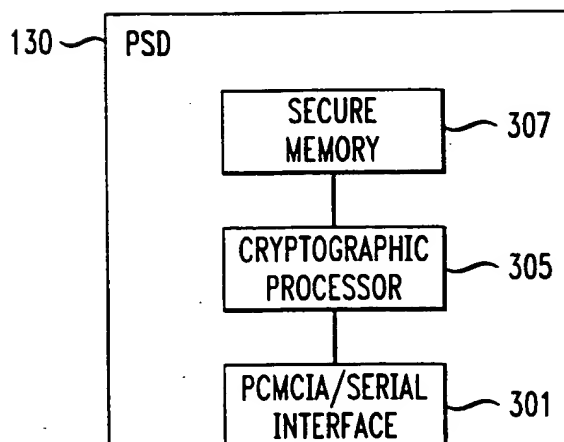 130 PSD
SECURE
MEMORY
307
CRYPTOGRAPHIC
PROCESSOR
305
PCMCIA/SERIAL
INTERFACE
301